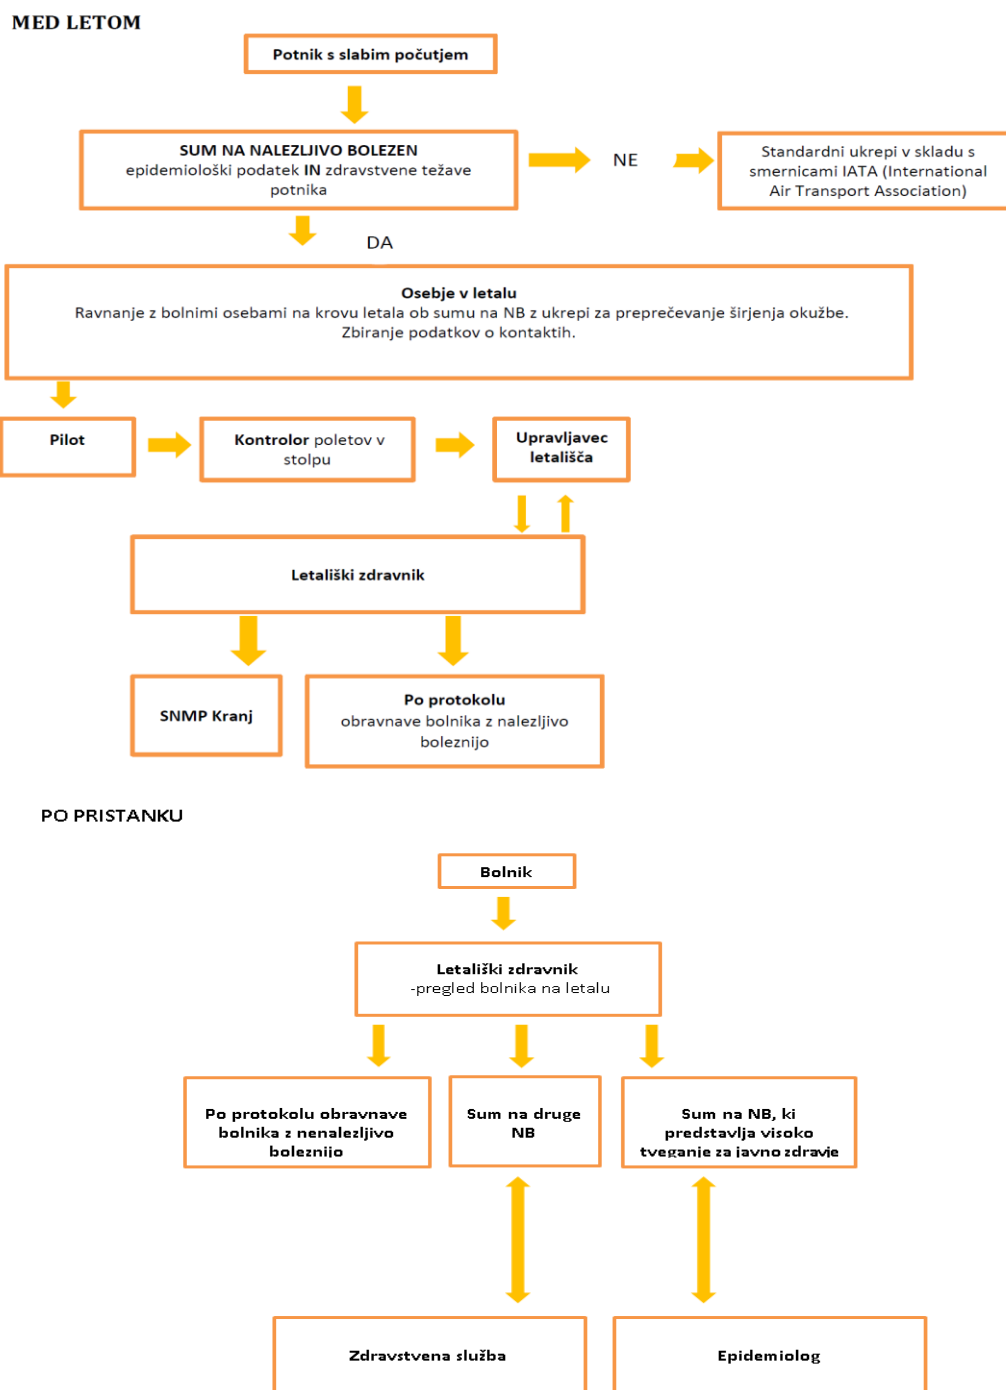 MED LETOM
Potnik s slabim počutjem
SUM NA NALEZLJIVO BOLEZEN
epidemiološki podatek IN zdravstvene težave
potnika
NE
Standardni ukrepi v skladu s
smernicami IATA (International
Air Transport Association)
DA
Osebje v letalu
Ravnanje z bolnimi osebami na krovu letala ob sumu na NB z ukrepi za preprečevanje širjenja okužbe.
Zbiranje podatkov o kontaktih.
Pilot
Kontrolor poletov v
stolpu
Upravljavec
letališča
Letališki zdravnik
SNMP Kranj
Po protokolu
obravnave bolnika z nalezljivo
boleznijo
PO PRISTANKU
Bolnik
Letališki zdravnik
-pregled bolnika na letalu
Po protokolu obravnave
bolnika z nenalezljivo
boleznijo
Sum na druge
NB
Sum na NB, ki
predstavlja visoko
tveganje za javno zdravje
Zdravstvena služba
Epidemiolog